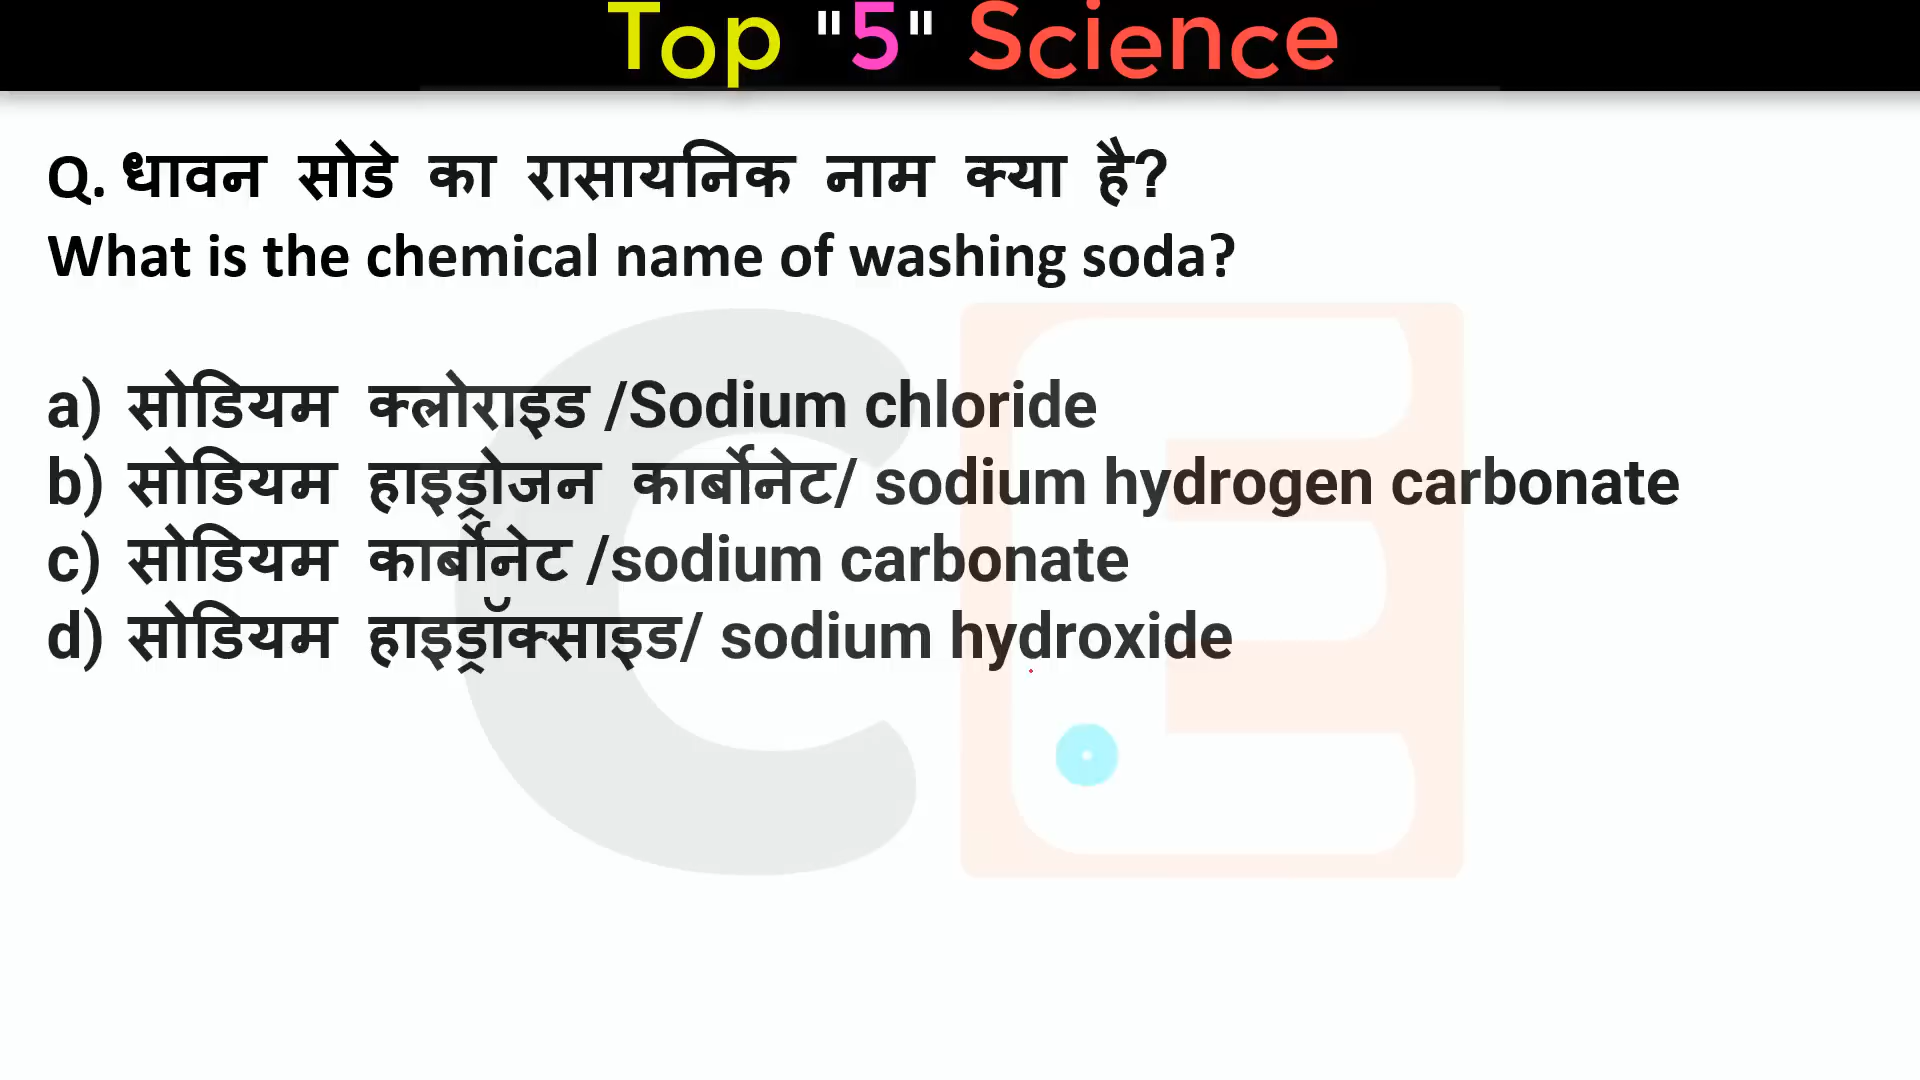 Top "5" Science
Q. धावन सोडे का रासायनिक नाम क्या है?
What is the chemical name of washing soda?
a) सोडियम क्लोराइड /Sodium chloride
b) सोडियम हाइड्रोजन कार्बोनेट/ sodium hydrogen carbonate
c) सोडियम कार्बोनेट /sodium carbonate
d) सोडियम हाइड्रॉक्साइड/ sodium hydroxide
CE